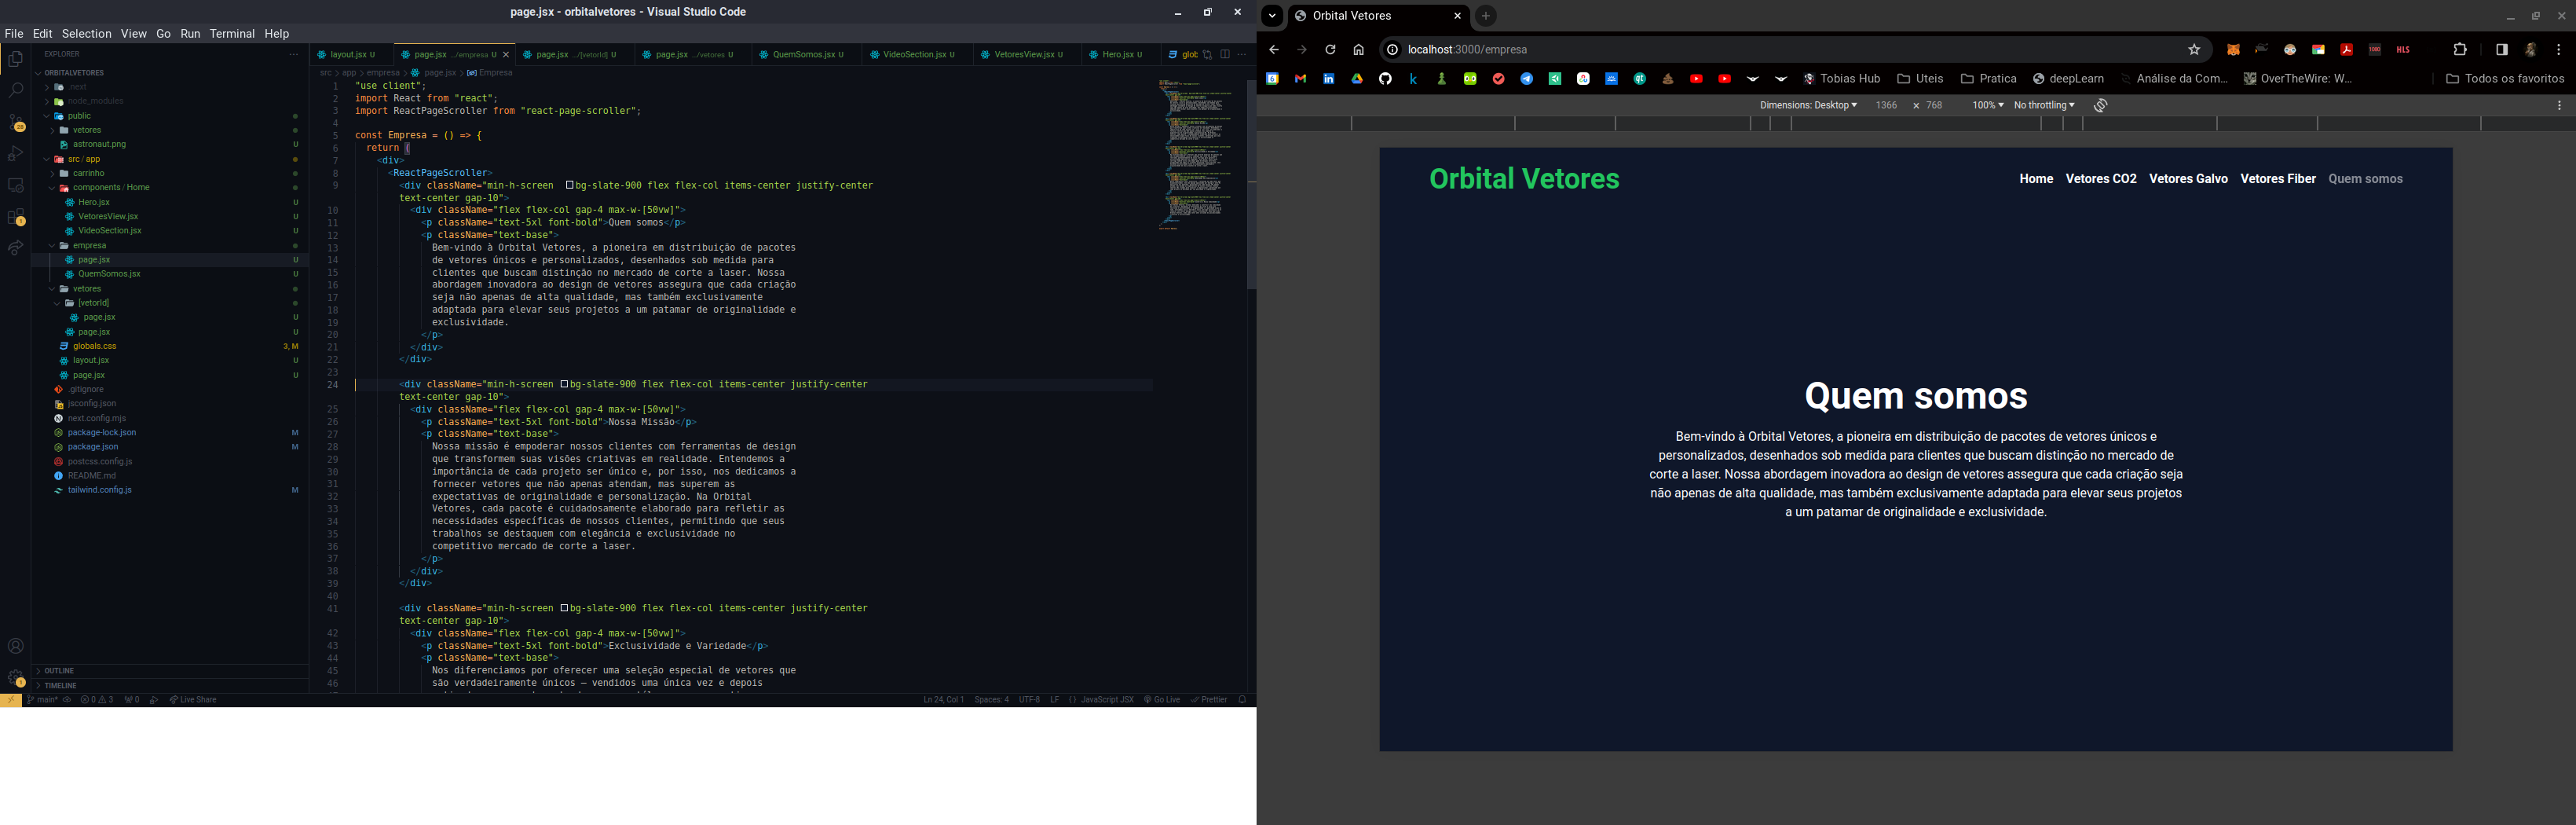 page.jsx - orbitalvetores - Visual Studio Code
File Edit Selection View Go Run Terminal Help
EXPLORER
ORBITALVETORES
.next
node_modules
public
vetores
astronaut.png U
src / app
carrinho
components / Home
Hero.jsx U
VetoresView.jsx U
VideoSection.jsx U
empresa
page.jsx U
QuemSomos.jsx U
vetores
[vetorId]
page.jsx U
page.jsx U
globals.css 3, M
layout.jsx U
page.jsx U
.gitignore
jsconfig.json
next.config.mjs
package-lock.json M
package.json M
postcss.config.js
README.md
tailwind.config.js M
OUTLINE
TIMELINE
layout.jsx U page.jsx .../empresa U page.jsx .../[vetorId] U page.jsx .../vetores U QuemSomos.jsx U VideoSection.jsx U VetoresView.jsx U Hero.jsx U glob
src > app > empresa > page.jsx > Empresa
1 "use client";
2 import React from "react";
3 import ReactPageScroller from "react-page-scroller";
4
5 const Empresa = () => {
6 return (
7 <div>
8 <ReactPageScroller>
9 <div className="min-h-screen bg-slate-900 flex flex-col items-center justify-center
text-center gap-10">
10 <div className="flex flex-col gap-4 max-w-[50vw]">
11 <p className="text-5xl font-bold">Quem somos</p>
12 <p className="text-base">
13 Bem-vindo à Orbital Vetores, a pioneira em distribuição de pacotes
14 de vetores únicos e personalizados, desenhados sob medida para
15 clientes que buscam distinção no mercado de corte a laser. Nossa
16 abordagem inovadora ao design de vetores assegura que cada criação
17 seja não apenas de alta qualidade, mas também exclusivamente
18 adaptada para elevar seus projetos a um patamar de originalidade e
19 exclusividade.
20 </p>
21 </div>
22 </div>
23
24 <div className="min-h-screen bg-slate-900 flex flex-col items-center justify-center
text-center gap-10">
25 <div className="flex flex-col gap-4 max-w-[50vw]">
26 <p className="text-5xl font-bold">Nossa Missão</p>
27 <p className="text-base">
28 Nossa missão é empoderar nossos clientes com ferramentas de design
29 que transformem suas visões criativas em realidade. Entendemos a
30 importância de cada projeto ser único e, por isso, nos dedicamos a
31 fornecer vetores que não apenas atendam, mas superem as
32 expectativas de originalidade e personalização. Na Orbital
33 Vetores, cada pacote é cuidadosamente elaborado para refletir as
34 necessidades específicas de nossos clientes, permitindo que seus
35 trabalhos se destaquem com elegância e exclusividade no
36 competitivo mercado de corte a laser.
37 </p>
38 </div>
39 </div>
40
41 <div className="min-h-screen bg-slate-900 flex flex-col items-center justify-center
text-center gap-10">
42 <div className="flex flex-col gap-4 max-w-[50vw]">
43 <p className="text-5xl font-bold">Exclusividade e Variedade</p>
44 <p className="text-base">
45 Nos diferenciamos por oferecer uma seleção especial de vetores que
46 são verdadeiramente únicos – vendidos uma única vez e depois
main* 0 3 0 Live Share Ln 24, Col 1 Spaces: 4 UTF-8 LF {} JavaScript JSX Go Live Prettier
Orbital Vetores
localhost:3000/empresa
Tobias Hub Uteis Pratica deepLearn Análise da Com... OverTheWire: W... Todos os favoritos
Dimensions: Desktop 1366 × 768 100% No throttling
Orbital Vetores
Home Vetores CO2 Vetores Galvo Vetores Fiber Quem somos
Quem somos
Bem-vindo à Orbital Vetores, a pioneira em distribuição de pacotes de vetores únicos e
personalizados, desenhados sob medida para clientes que buscam distinção no mercado de
corte a laser. Nossa abordagem inovadora ao design de vetores assegura que cada criação seja
não apenas de alta qualidade, mas também exclusivamente adaptada para elevar seus projetos
a um patamar de originalidade e exclusividade.